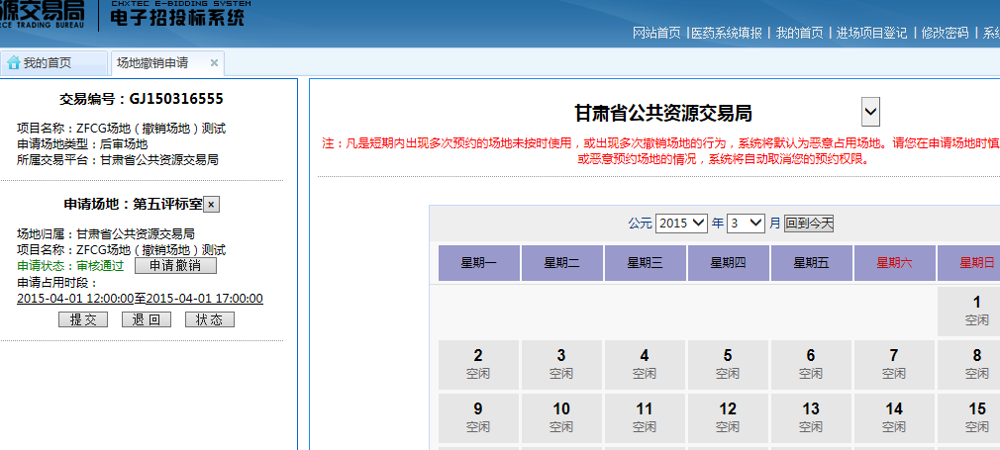 源交易局
CHXTEC E-BIDDING SYSTEM
RCE TRADING BUREAU
电子招投标系统
网站首页 | 医药系统填报 | 我的首页 | 进场项目登记 | 修改密码 | 系统
我的首页 场地撤销申请 ×
交易编号：GJ150316555
项目名称：ZFCG场地（撤销场地）测试
申请场地类型：后审场地
所属交易平台：甘肃省公共资源交易局
申请场地：第五评标室 ×
场地归属：甘肃省公共资源交易局
项目名称：ZFCG场地（撤销场地）测试
申请状态：审核通过 申请撤销
申请占用时段：
2015-04-01 12:00:00至2015-04-01 17:00:00
提交 退回 状态
甘肃省公共资源交易局
注：凡是短期内出现多次预约的场地未按时使用，或出现多次撤销场地的行为，系统将默认为恶意占用场地。请您在申请场地时慎
或恶意预约场地的情况，系统将自动取消您的预约权限。
公元 2015 年 3 月 回到今天
星期一 星期二 星期三 星期四 星期五 星期六 星期日
1
空闲
2 3 4 5 6 7 8
空闲 空闲 空闲 空闲 空闲 空闲 空闲
9 10 11 12 13 14 15
空闲 空闲 空闲 空闲 空闲 空闲 空闲